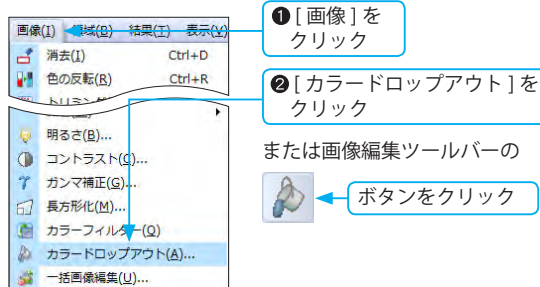 画像(I) 領域(B) 結果(T) 表示(V)
消去(I) Ctrl+D
色の反転(R) Ctrl+R
トリミング
明るさ(B)...
コントラスト(C)...
ガンマ補正(G)...
長方形化(M)...
カラーフィルター(Q)
カラードロップアウト(A)...
一括画像編集(U)...
❶ [ 画像 ] を
クリック
❷ [ カラードロップアウト ] を
クリック
または画像編集ツールバーの
ボタンをクリック